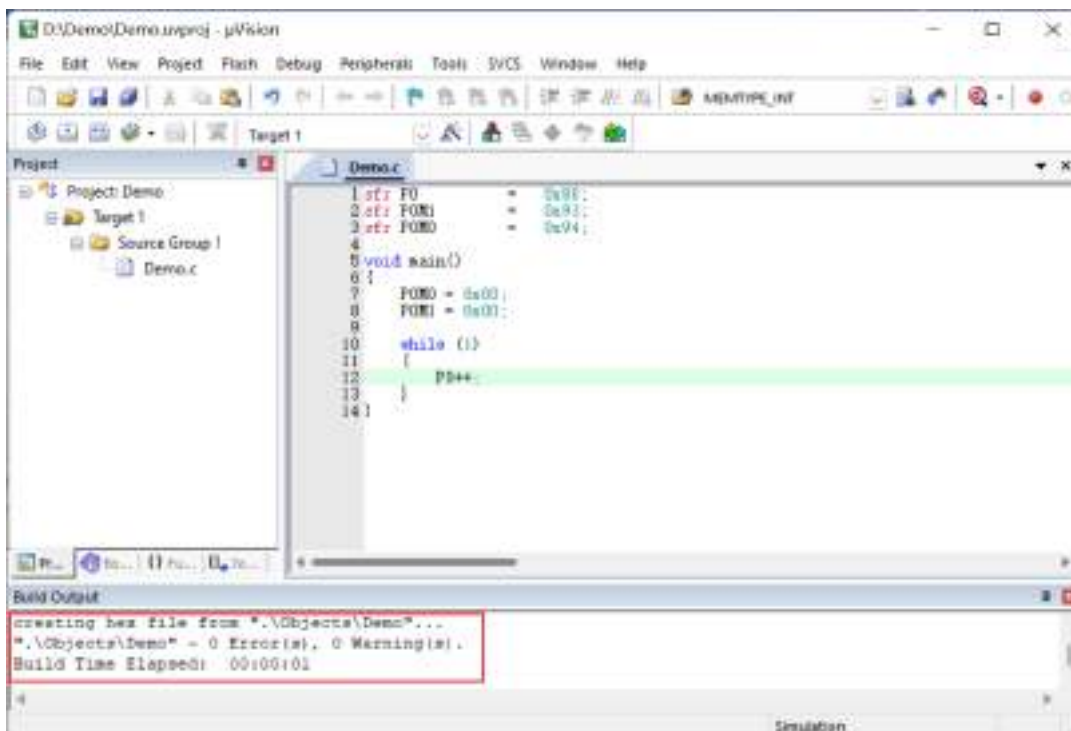 D:\Demo\Demo.uvproj - µVision
File Edit View Project Flash Debug Peripherals Tools SVCS Window Help
MEMTYPE_INT
Target 1
Project
Demo.c
Project: Demo
Target 1
Source Group 1
Demo.c
1 sfr P0 =
2 sfr P0M1 = 0x93;
3 sfr P0M0 = 0x94;
4
5 void main()
6 {
7 P0M0 = 0x00;
8 P0M1 = 0x00;
9
10 while (1)
11 {
12 P0++;
13 }
14 }
Build Output
creating hex file from ".\Objects\Demo"...
".\Objects\Demo" - 0 Error(s), 0 Warning(s).
Build Time Elapsed: 00:00:01
Simulation